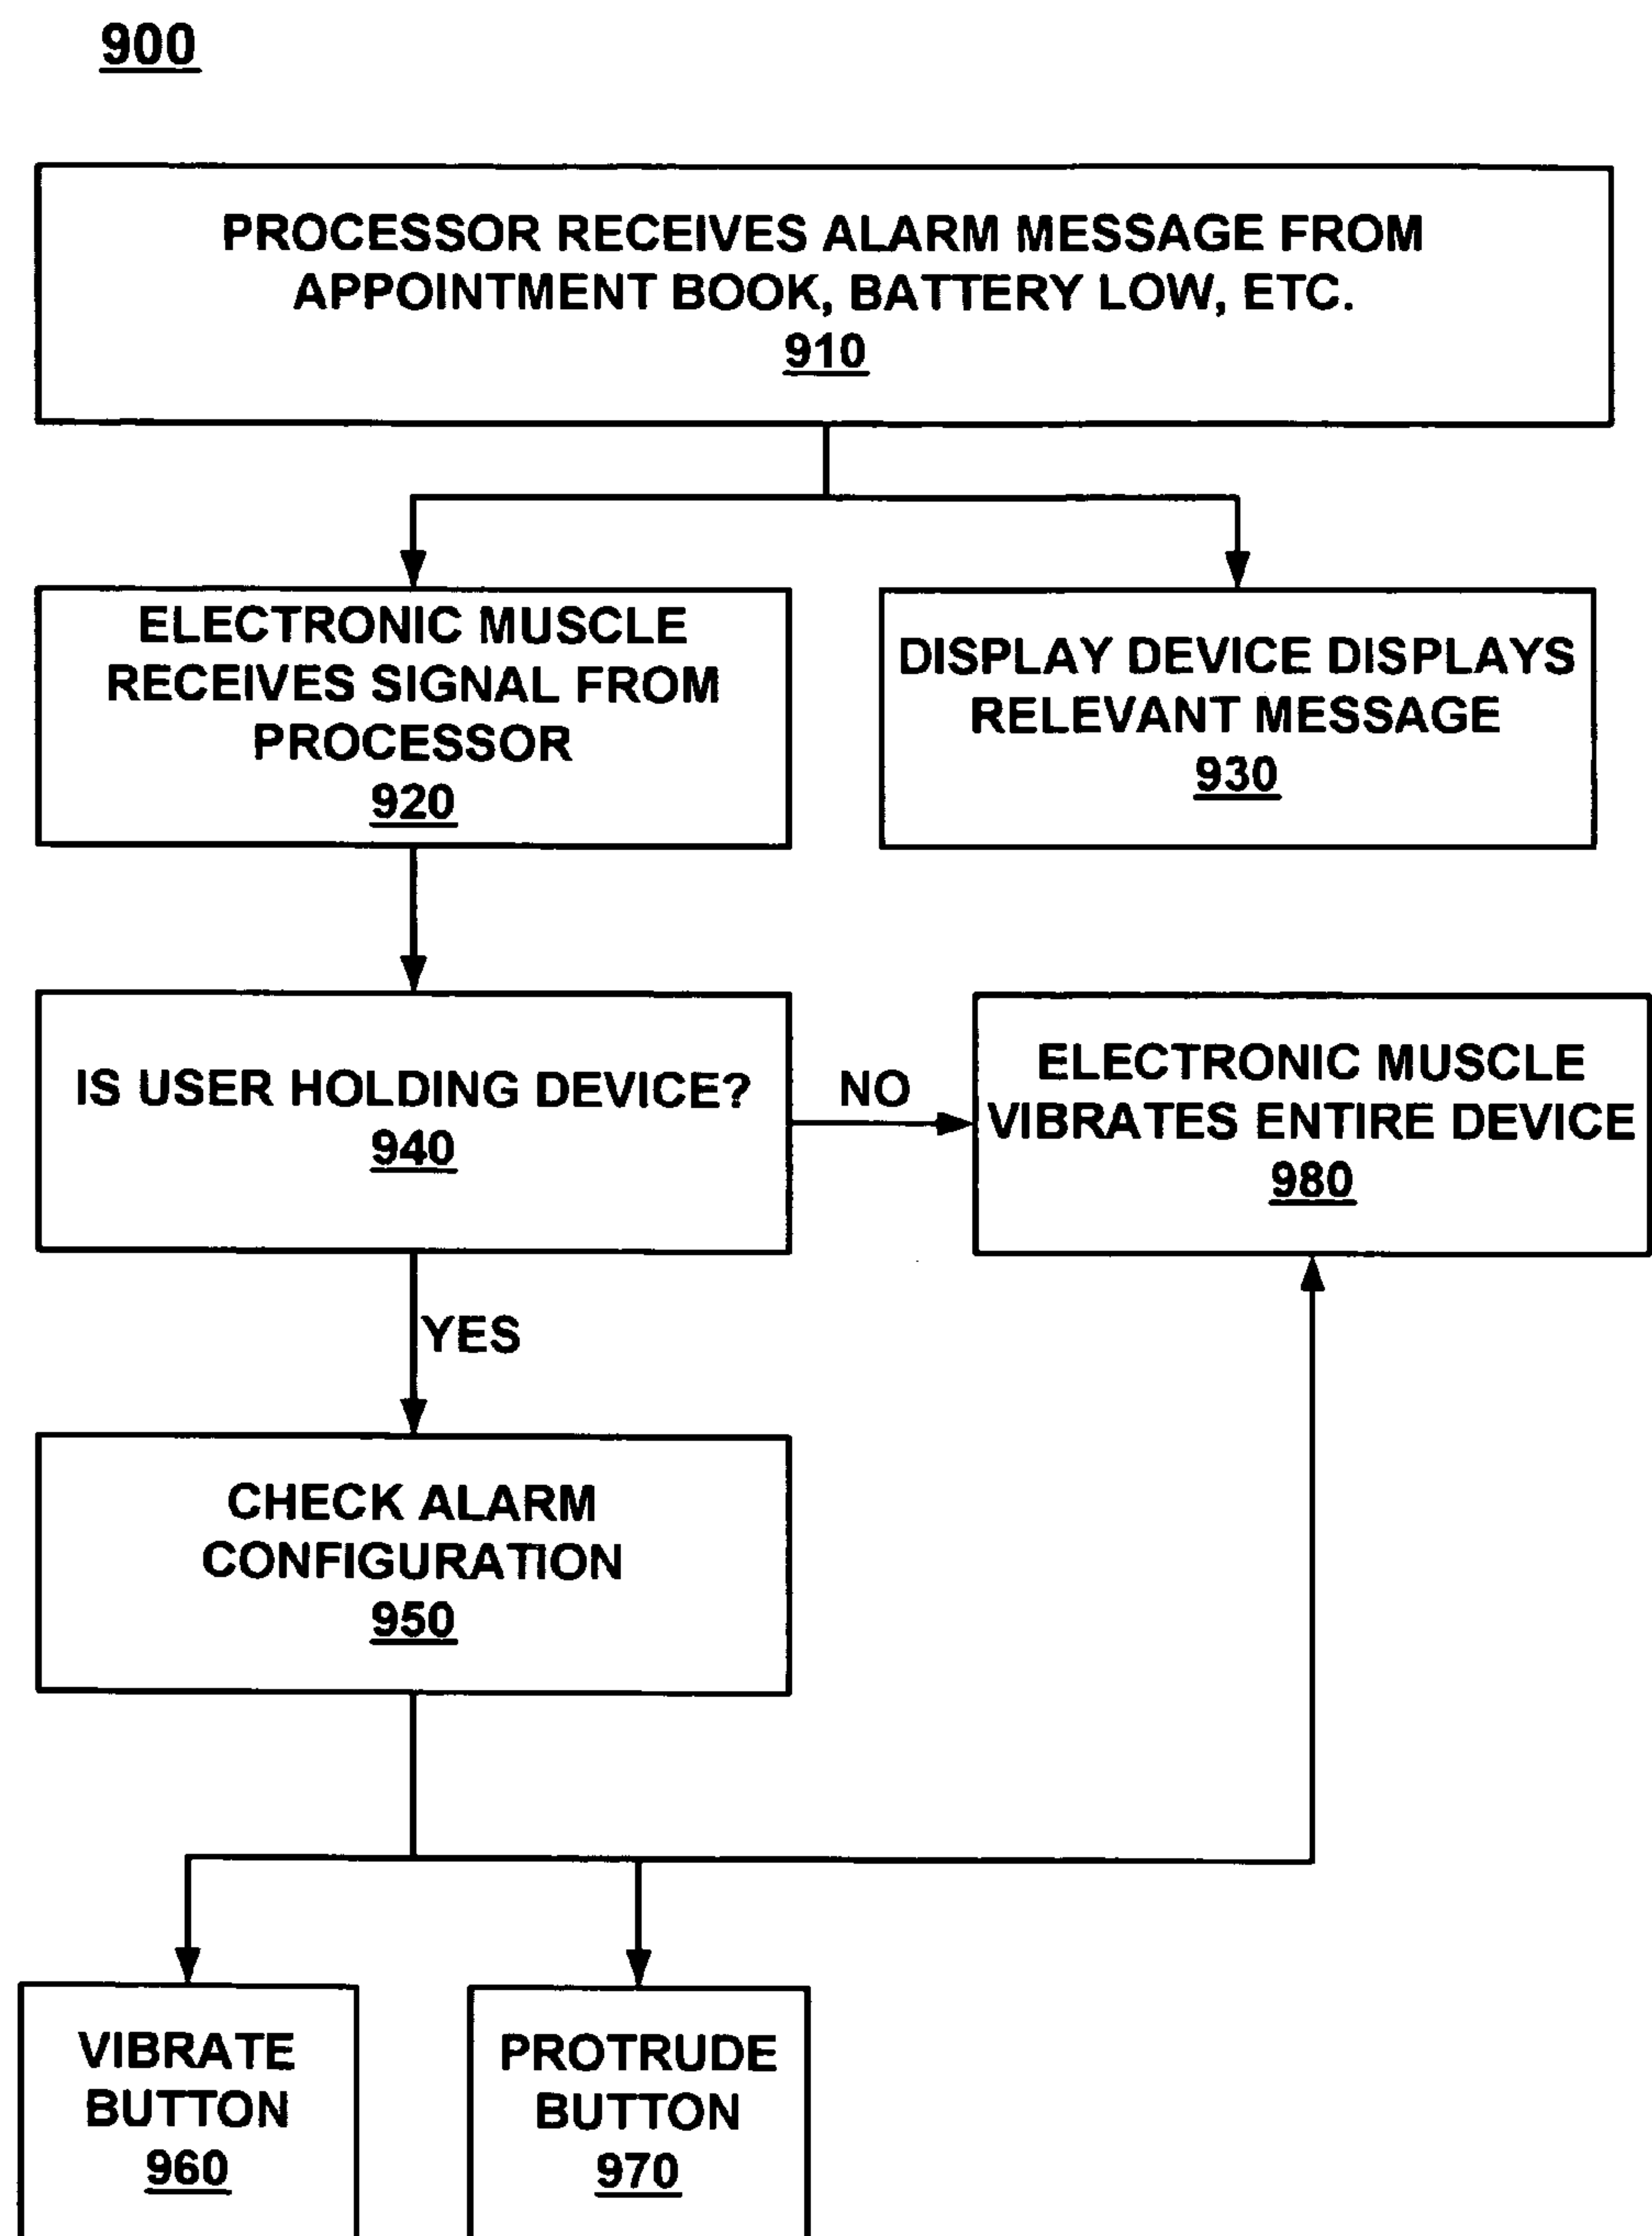 900
PROCESSOR RECEIVES ALARM MESSAGE FROM
APPOINTMENT BOOK, BATTERY LOW, ETC.
910
ELECTRONIC MUSCLE
RECEIVES SIGNAL FROM
PROCESSOR
920
DISPLAY DEVICE DISPLAYS
RELEVANT MESSAGE
930
IS USER HOLDING DEVICE?
940
NO
ELECTRONIC MUSCLE
VIBRATES ENTIRE DEVICE
980
YES
CHECK ALARM
CONFIGURATION
950
VIBRATE
BUTTON
960
PROTRUDE
BUTTON
970